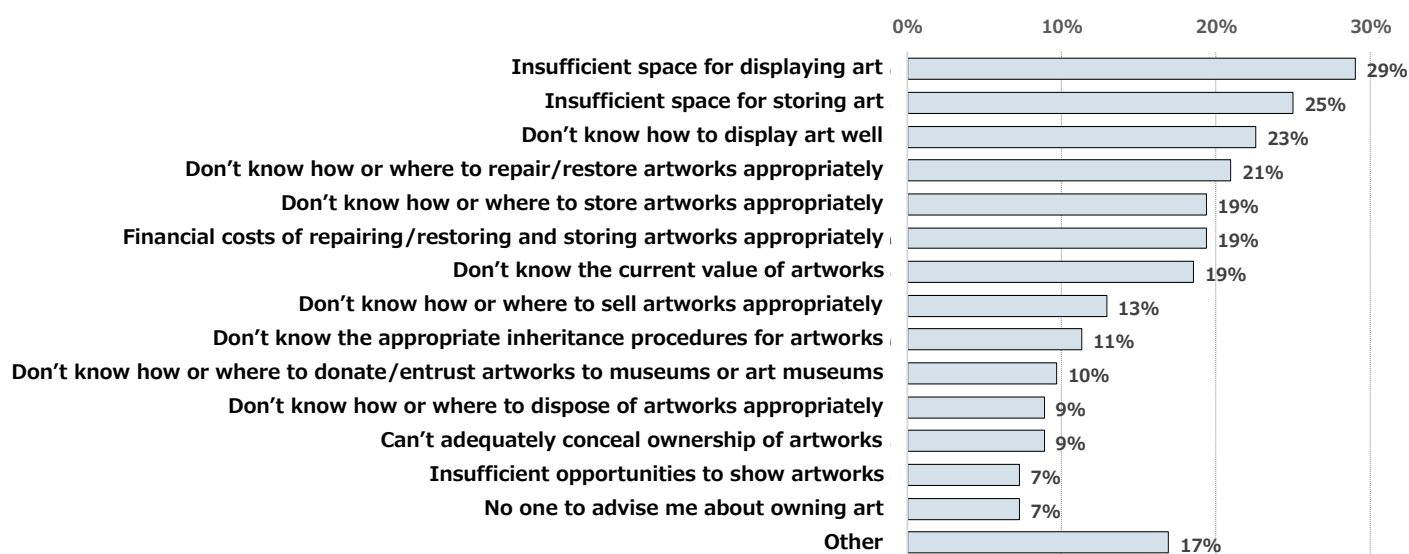 0% 10% 20% 30%
Insufficient space for displaying art 29%
Insufficient space for storing art 25%
Don’t know how to display art well 23%
Don’t know how or where to repair/restore artworks appropriately 21%
Don’t know how or where to store artworks appropriately 19%
Financial costs of repairing/restoring and storing artworks appropriately 19%
Don’t know the current value of artworks 19%
Don’t know how or where to sell artworks appropriately 13%
Don’t know the appropriate inheritance procedures for artworks 11%
Don’t know how or where to donate/entrust artworks to museums or art museums 10%
Don’t know how or where to dispose of artworks appropriately 9%
Can’t adequately conceal ownership of artworks 9%
Insufficient opportunities to show artworks 7%
No one to advise me about owning art 7%
Other 17%